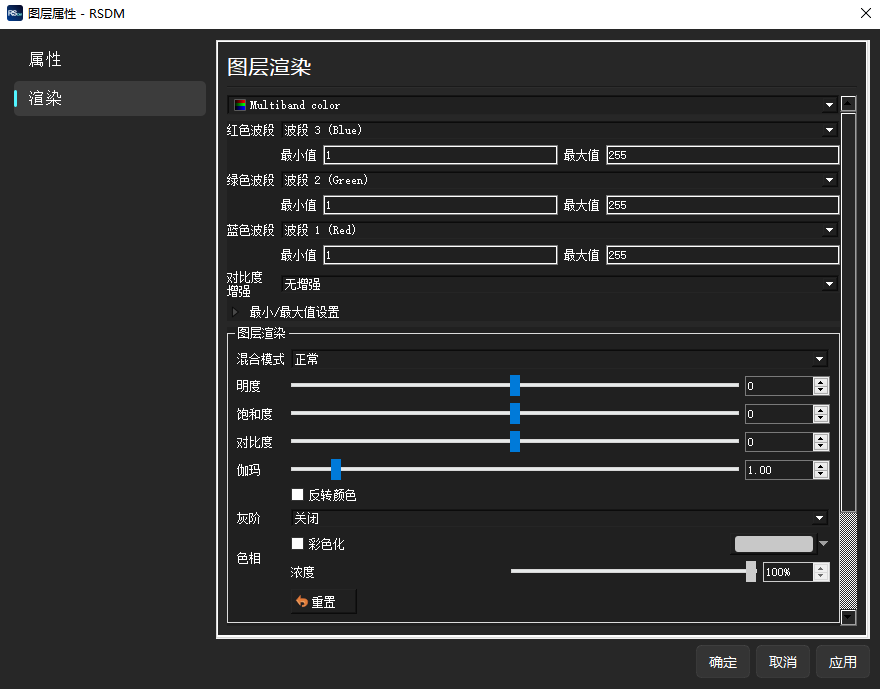 图层属性 - RSDM
属性
渲染
图层渲染
Multiband color
红色波段 波段 3 (Blue)
最小值 1 最大值 255
绿色波段 波段 2 (Green)
最小值 1 最大值 255
蓝色波段 波段 1 (Red)
最小值 1 最大值 255
对比度
增强
无增强
最小/最大值设置
图层渲染
混合模式 正常
明度 0
饱和度 0
对比度 0
伽玛 1.00
反转颜色
灰阶 关闭
色相
彩色化
浓度 100%
重置
确定 取消 应用